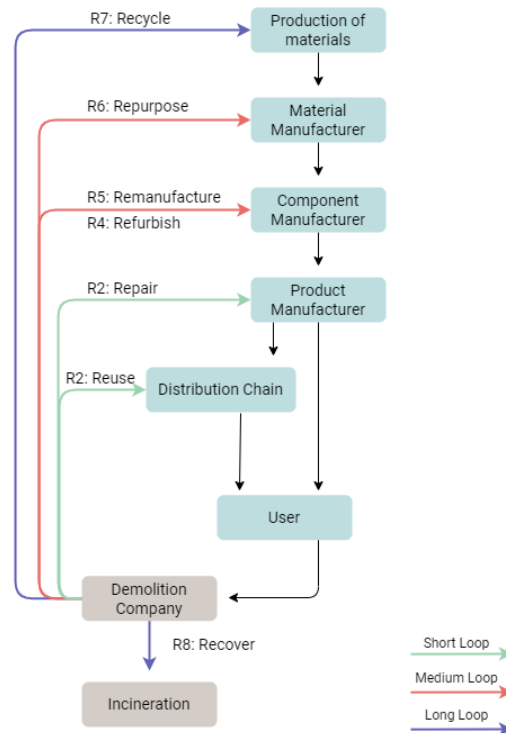 R7: Recycle
Production of
materials
R6: Repurpose
Material
Manufacturer
R5: Remanufacture
R4: Refurbish
Component
Manufacturer
R2: Repair
Product
Manufacturer
R2: Reuse
Distribution Chain
User
Demolition
Company
R8: Recover
Incineration
Short Loop
Medium Loop
Long Loop